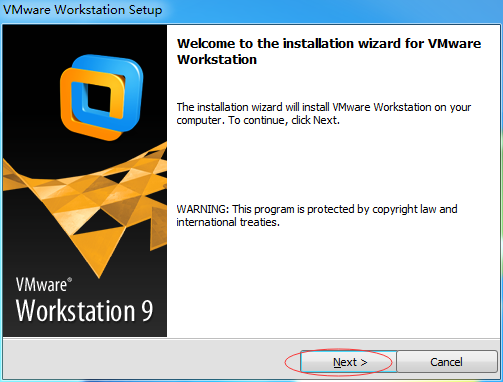 VMware Workstation Setup
Welcome to the installation wizard for VMware
Workstation
The installation wizard will install VMware Workstation on your
computer. To continue, click Next.
WARNING: This program is protected by copyright law and
international treaties.
VMware®
Workstation 9
Next >
Cancel